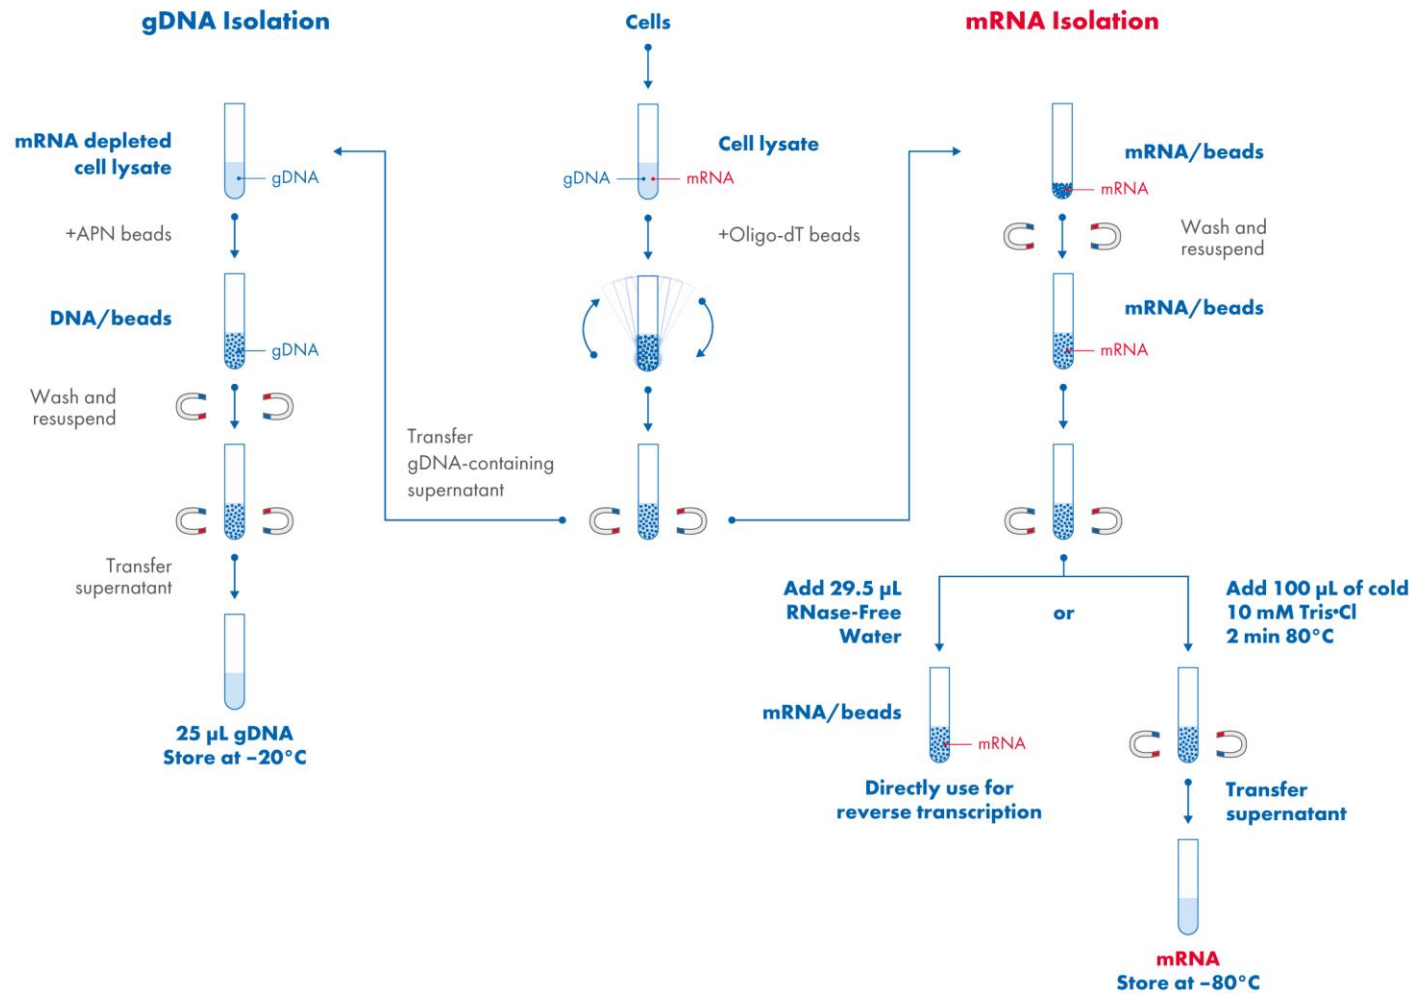 gDNA Isolation
Cells
mRNA Isolation
mRNA depleted
cell lysate
gDNA
+APN beads
DNA/beads
gDNA
Wash and
resuspend
Transfer
supernatant
25 µL gDNA
Store at –20°C
Cell lysate
gDNA
mRNA
+Oligo-dT beads
Transfer
gDNA-containing
supernatant
mRNA/beads
mRNA
Wash and
resuspend
mRNA/beads
mRNA
Add 29.5 µL
RNase-Free
Water
or
Add 100 µL of cold
10 mM Tris•Cl
2 min 80°C
mRNA/beads
mRNA
Directly use for
reverse transcription
Transfer
supernatant
mRNA
Store at –80°C